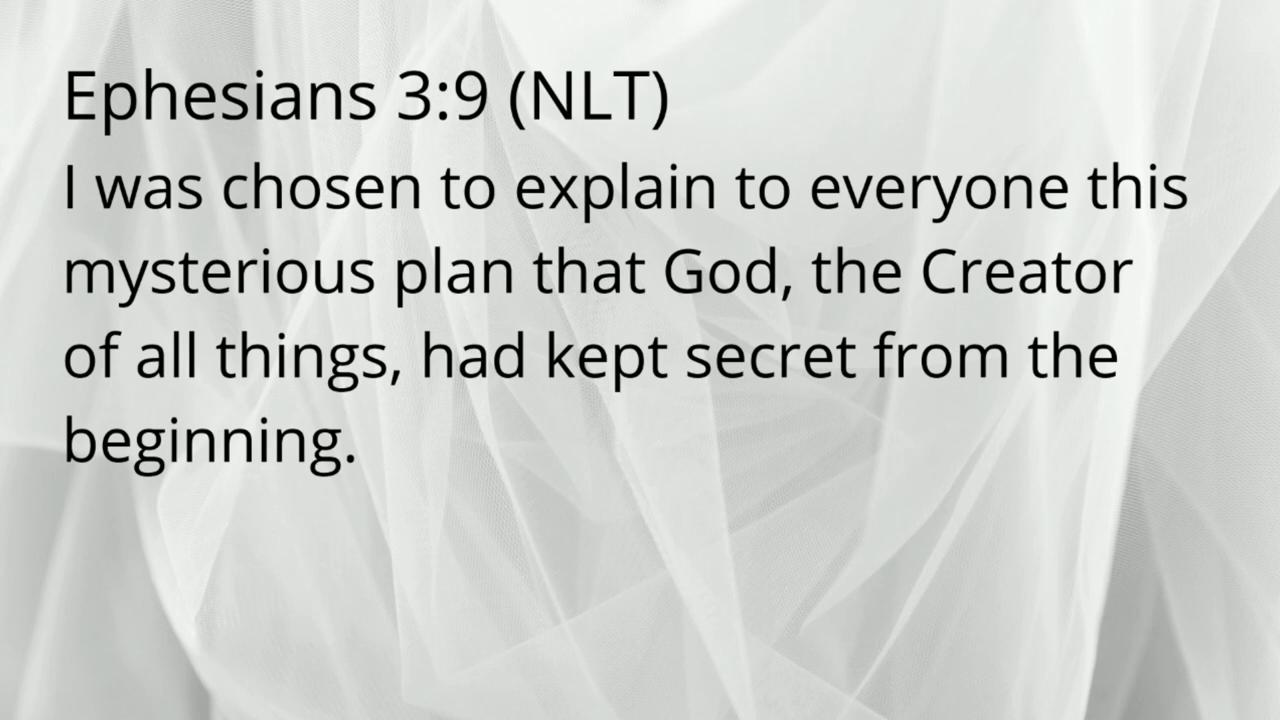 Ephesians 3:9 (NLT)
I was chosen to explain to everyone this
mysterious plan that God, the Creator
of all things, had kept secret from the
beginning.